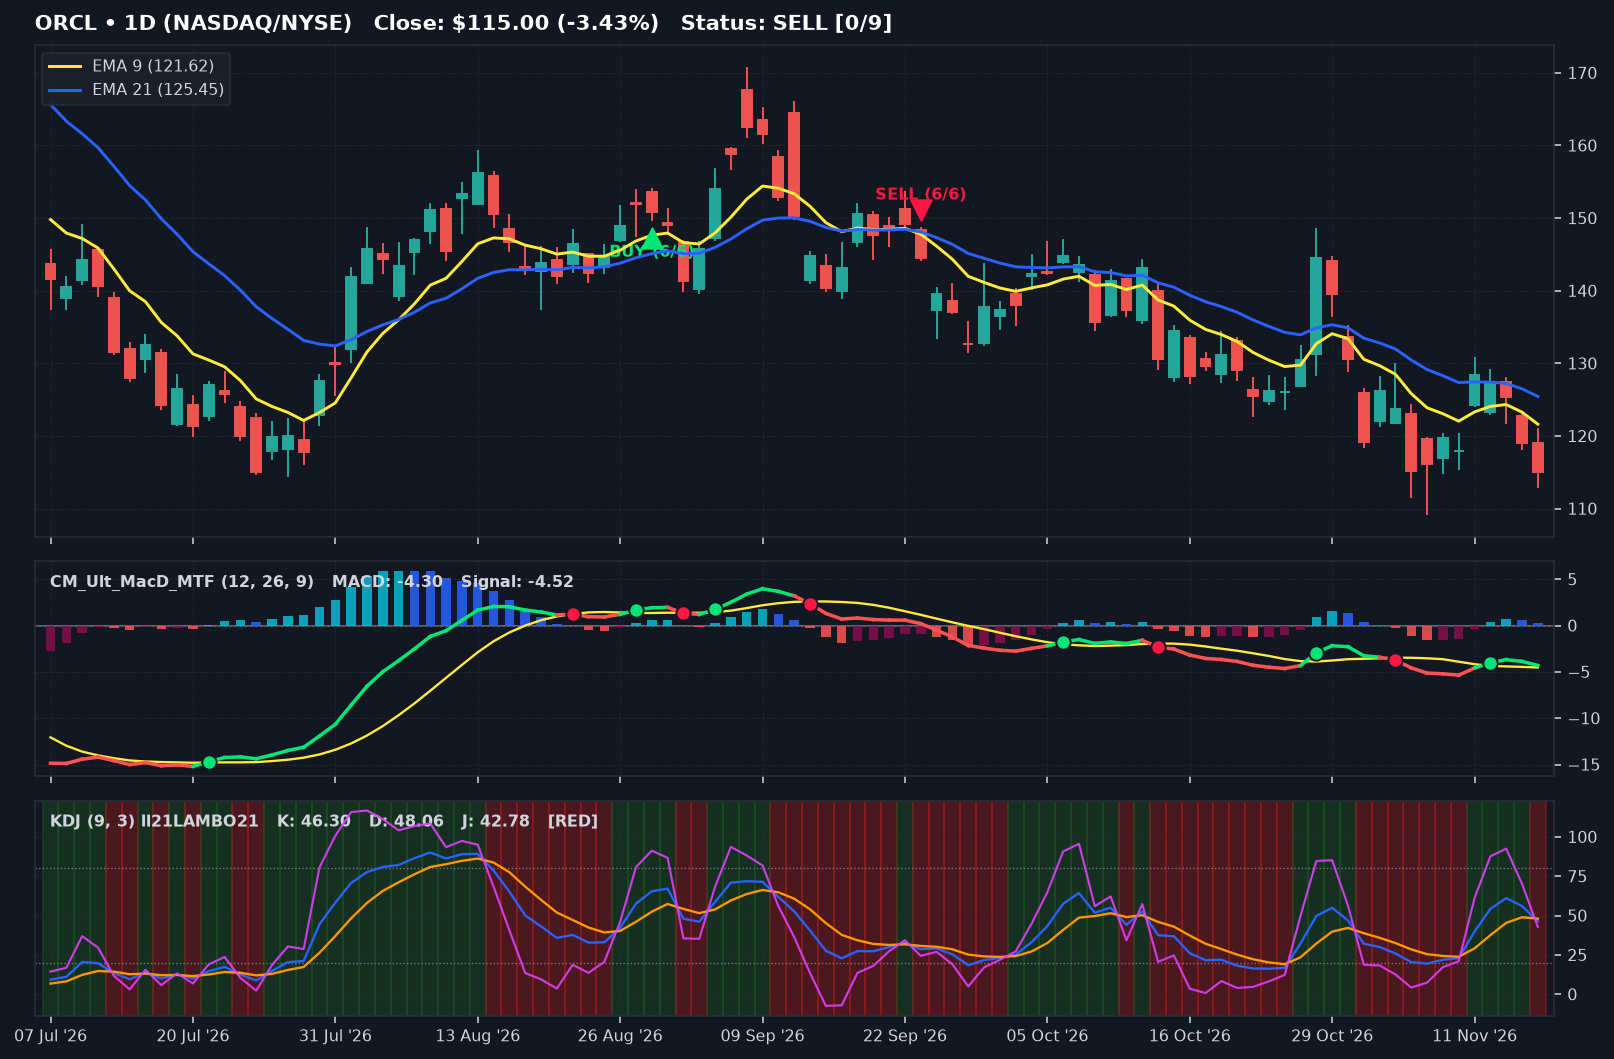 ORCL • 1D (NASDAQ/NYSE)   Close: $115.00 (-3.43%)   Status: SELL [0/9]
EMA 9 (121.62)
EMA 21 (125.45)
170
160
150
140
130
120
110
SELL (6/6)
BUY (6/6)
CM_Ult_MacD_MTF (12, 26, 9)   MACD: -4.30   Signal: -4.52
5
0
−5
−10
−15
KDJ (9, 3) ll21LAMBO21   K: 46.30   D: 48.06   J: 42.78   [RED]
100
75
50
25
0
07 Jul '26
20 Jul '26
31 Jul '26
13 Aug '26
26 Aug '26
09 Sep '26
22 Sep '26
05 Oct '26
16 Oct '26
29 Oct '26
11 Nov '26